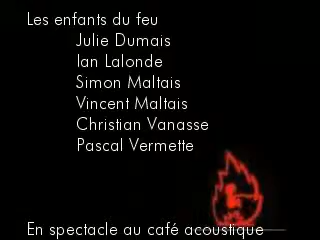 Les enfants du feu
Julie Dumais
Ian Lalonde
Simon Maltais
Vincent Maltais
Christian Vanasse
Pascal Vermette
En spectacle au café acoustique